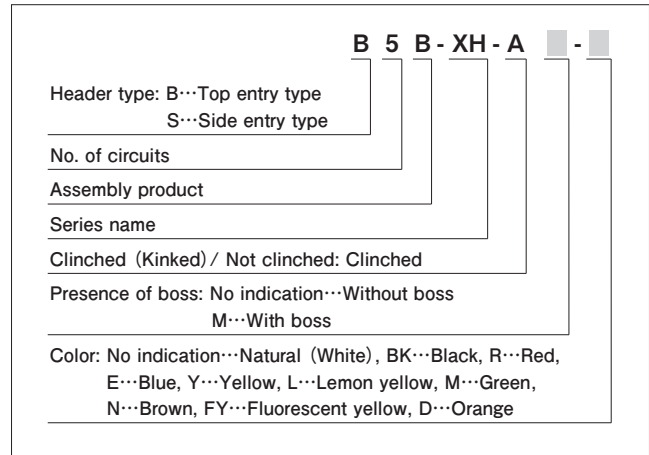 B 5 B - XH - A -
Header type: B…Top entry type
S…Side entry type
No. of circuits
Assembly product
Series name
Clinched (Kinked) / Not clinched: Clinched
Presence of boss: No indication…Without boss
M…With boss
Color: No indication…Natural (White), BK…Black, R…Red,
E…Blue, Y…Yellow, L…Lemon yellow, M…Green,
N…Brown, FY…Fluorescent yellow, D…Orange